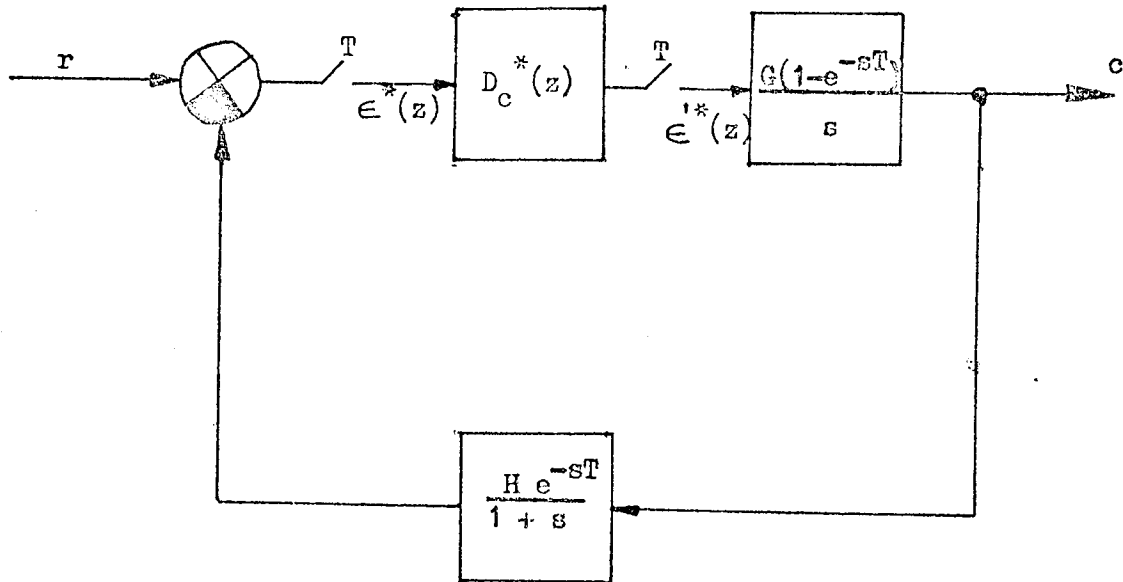 r
T
ϵ*(z)
D_c*(z)
T
ϵ'*(z)
G(1-e^{-sT})
s
c
H e^{-sT}
1 + s